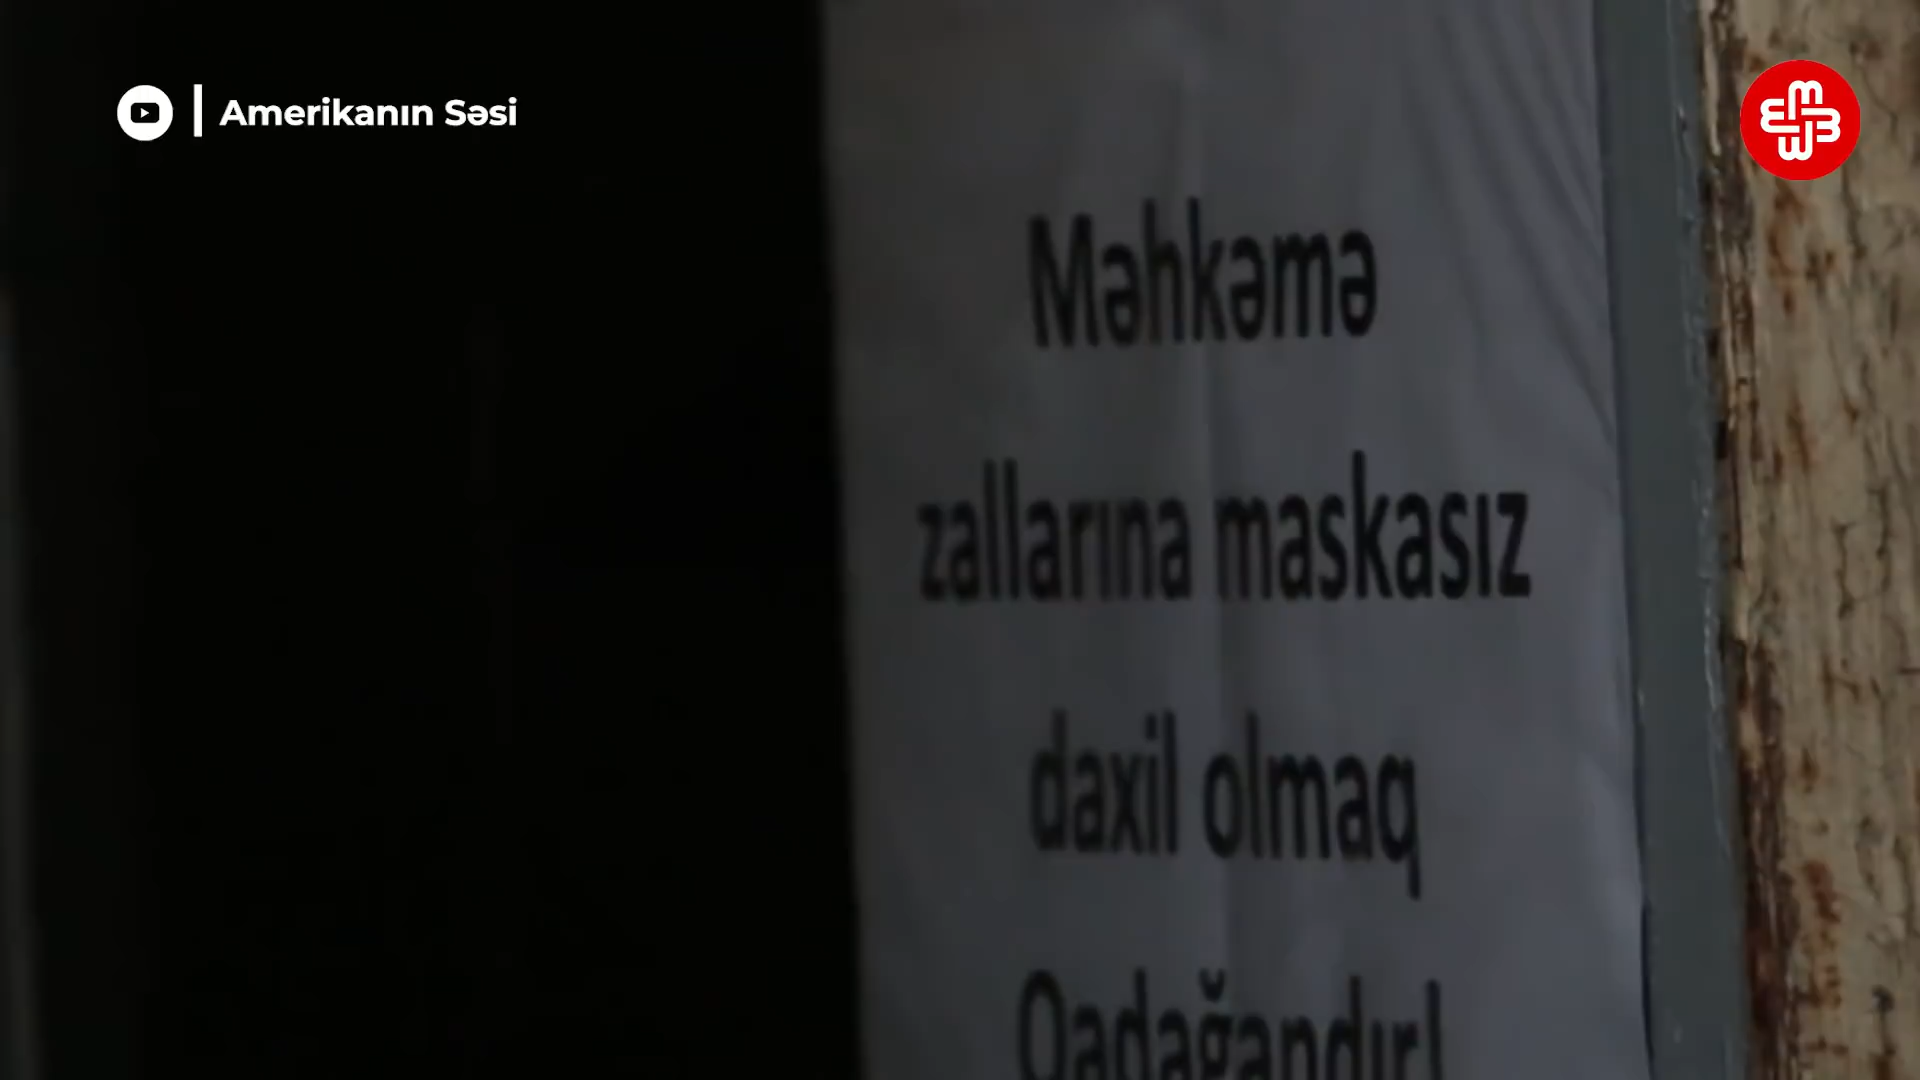 Amerikanın Səsi
Məhkəmə
zallarına maskasız
daxil olmaq
Qadağandır!